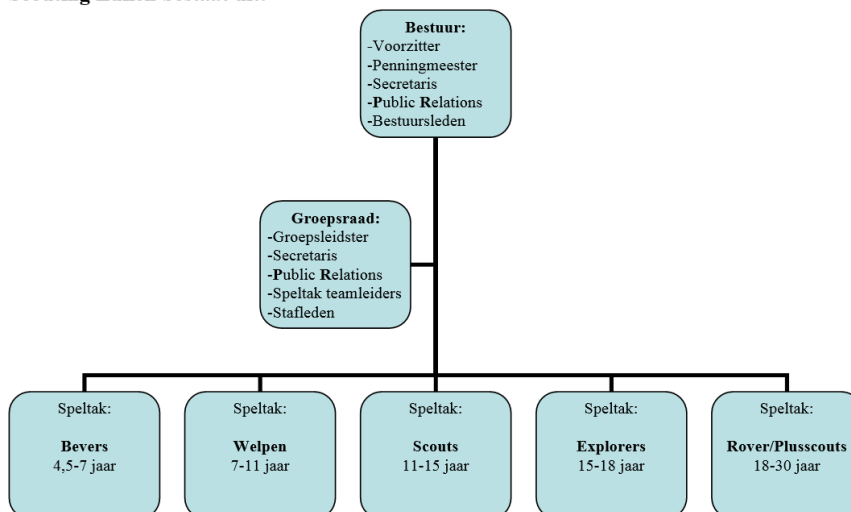 Bestuur:
-Voorzitter
-Penningmeester
-Secretaris
-Public Relations
-Bestuursleden
Groepsraad:
-Groepsleidster
-Secretaris
-Public Relations
-Speltak teamleiders
-Stafleden
Speltak:
Bevers
4,5-7 jaar
Speltak:
Welpen
7-11 jaar
Speltak:
Scouts
11-15 jaar
Speltak:
Explorers
15-18 jaar
Speltak:
Rover/Plusscouts
18-30 jaar